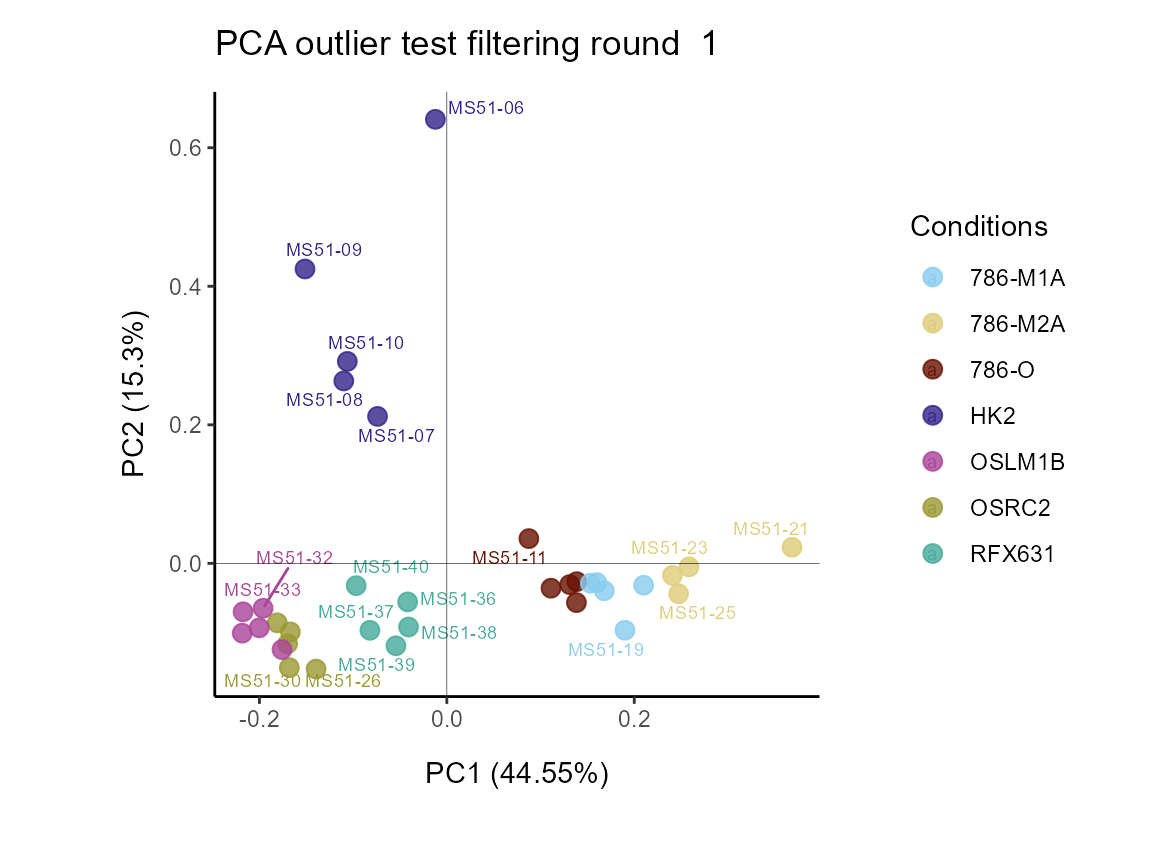 PCA outlier test filtering round  1
MS51-06
0.6
MS51-09
0.4
MS51-10
MS51-08
0.2
MS51-07
MS51-21
MS51-23
MS51-11
MS51-32
0.0
MS51-40
MS51-33
MS51-36
MS51-37
MS51-25
MS51-38
MS51-19
MS51-39
MS51-30 MS51-26
-0.2 0.0 0.2
PC1 (44.55%)
PC2 (15.3%)
Conditions
a 786-M1A
a 786-M2A
a 786-O
a HK2
a OSLM1B
a OSRC2
a RFX631